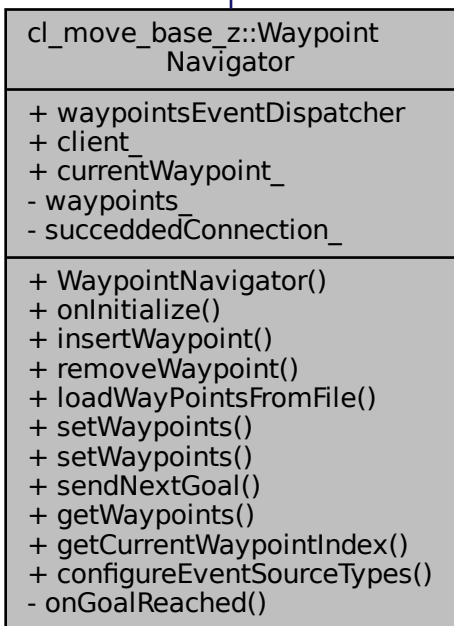 cl_move_base_z::Waypoint
Navigator
+ waypointsEventDispatcher
+ client_
+ currentWaypoint_
- waypoints_
- succeddedConnection_
+ WaypointNavigator()
+ onInitialize()
+ insertWaypoint()
+ removeWaypoint()
+ loadWayPointsFromFile()
+ setWaypoints()
+ setWaypoints()
+ sendNextGoal()
+ getWaypoints()
+ getCurrentWaypointIndex()
+ configureEventSourceTypes()
- onGoalReached()